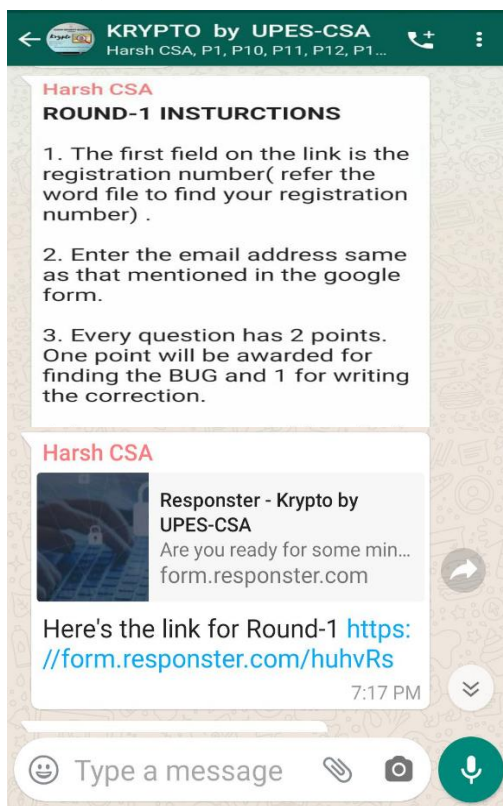 KRYPTO by UPES-CSA
Harsh CSA, P1, P10, P11, P12, P1...
Harsh CSA
ROUND-1 INSTURCTIONS
1. The first field on the link is the
registration number( refer the
word file to find your registration
number) .
2. Enter the email address same
as that mentioned in the google
form.
3. Every question has 2 points.
One point will be awarded for
finding the BUG and 1 for writing
the correction.
Harsh CSA
Responster - Krypto by
UPES-CSA
Are you ready for some min...
form.responster.com
Here's the link for Round-1 https:
//form.responster.com/huhvRs
7:17 PM
Type a message